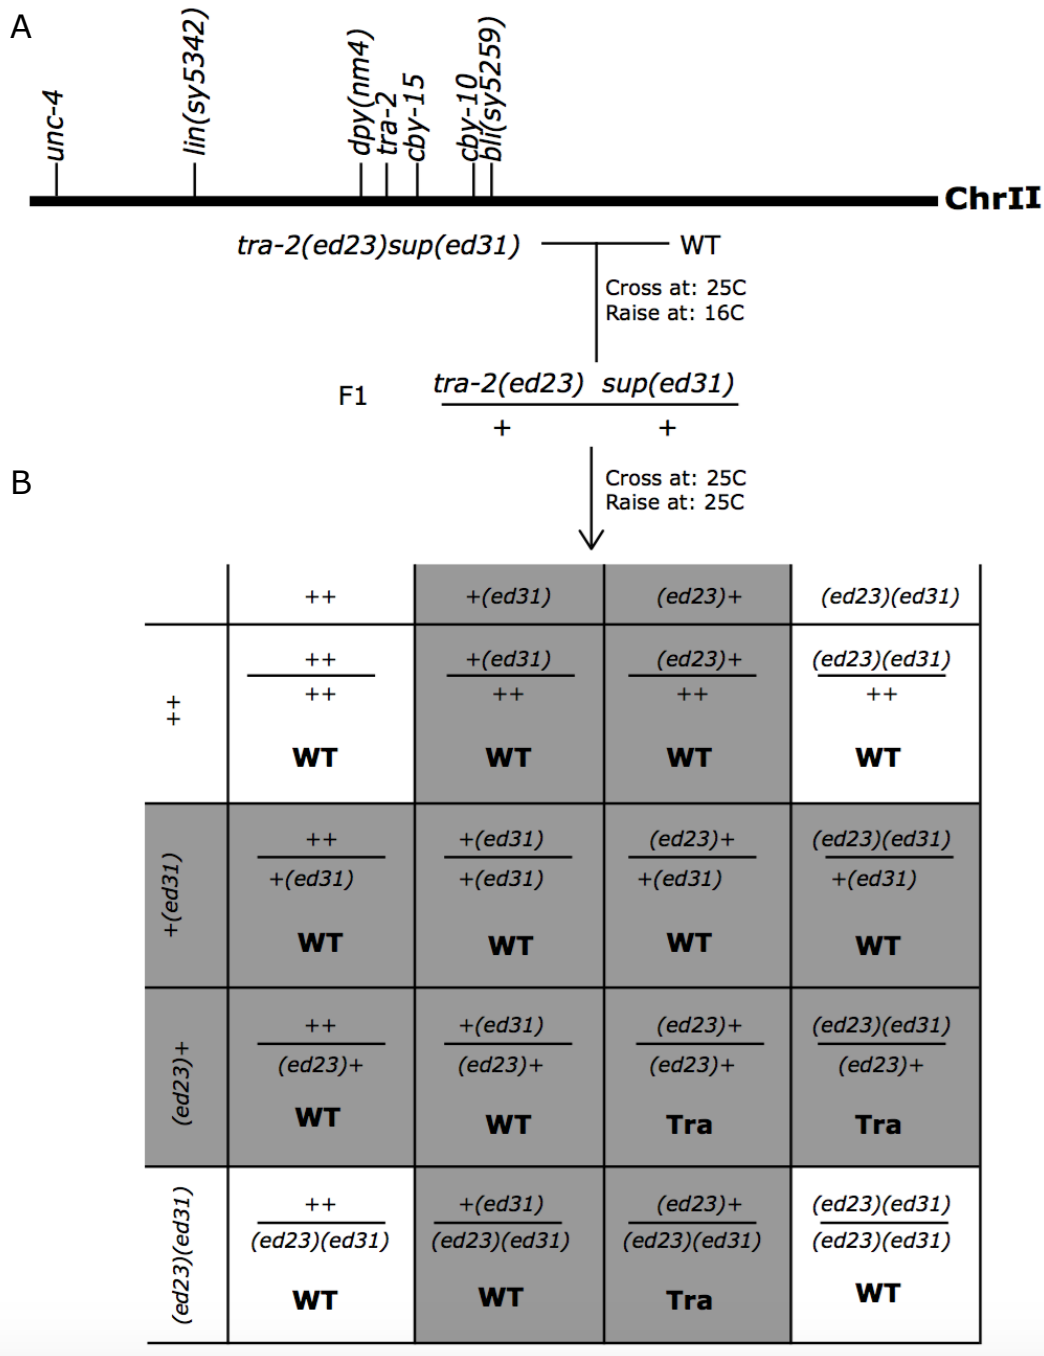 A
unc-4
lin(sy5342)
dpy(nm4)
tra-2
cby-15
cby-10
bli(sy5259)
ChrII
tra-2(ed23)sup(ed31)
WT
Cross at: 25C
Raise at: 16C
F1
tra-2(ed23) sup(ed31)
+ +
B
Cross at: 25C
Raise at: 25C
++ +(ed31) (ed23)+ (ed23)(ed31)
++
++ +(ed31) (ed23)+ (ed23)(ed31)
++ ++ ++ ++
WT WT WT WT
+(ed31)
++ +(ed31) (ed23)+ (ed23)(ed31)
+(ed31) +(ed31) +(ed31) +(ed31)
WT WT WT WT
(ed23)+
++ +(ed31) (ed23)+ (ed23)(ed31)
(ed23)+ (ed23)+ (ed23)+ (ed23)+
WT WT Tra Tra
(ed23)(ed31)
++ +(ed31) (ed23)+ (ed23)(ed31)
(ed23)(ed31) (ed23)(ed31) (ed23)(ed31) (ed23)(ed31)
WT WT Tra WT